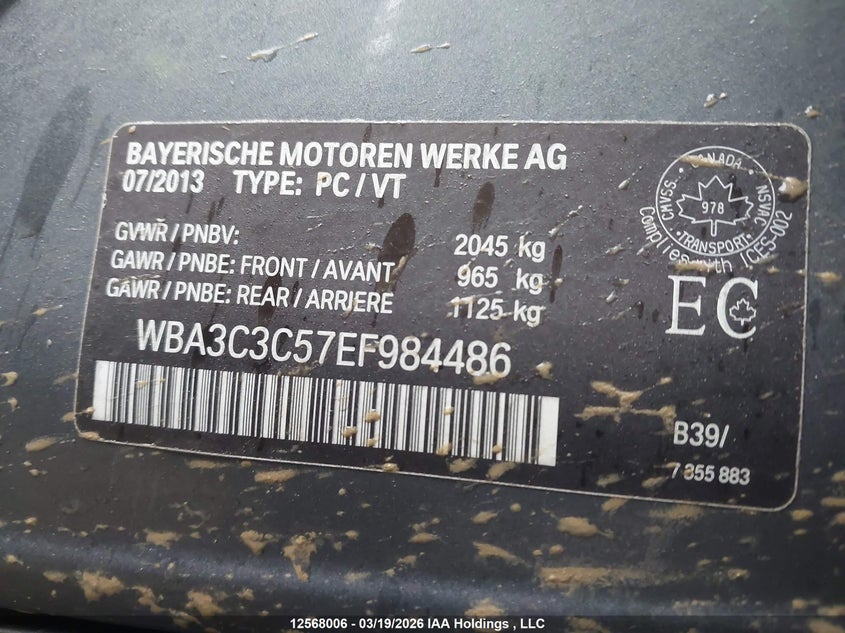 BAYERISCHE MOTOREN WERKE AG
07/2013 TYPE: PC / VT
GVWR / PNBV: 2045 kg
GAWR / PNBE: FRONT / AVANT 965 kg
GAWR / PNBE: REAR / ARRIERE 1125 kg
WBA3C3C57EF984486
CANADA
CMVSS. NSVAC
978
·TRANSPORT·
Complies with ICES-002
EC
B39/
7 355 883
12568006 - 03/19/2026 IAA Holdings , LLC